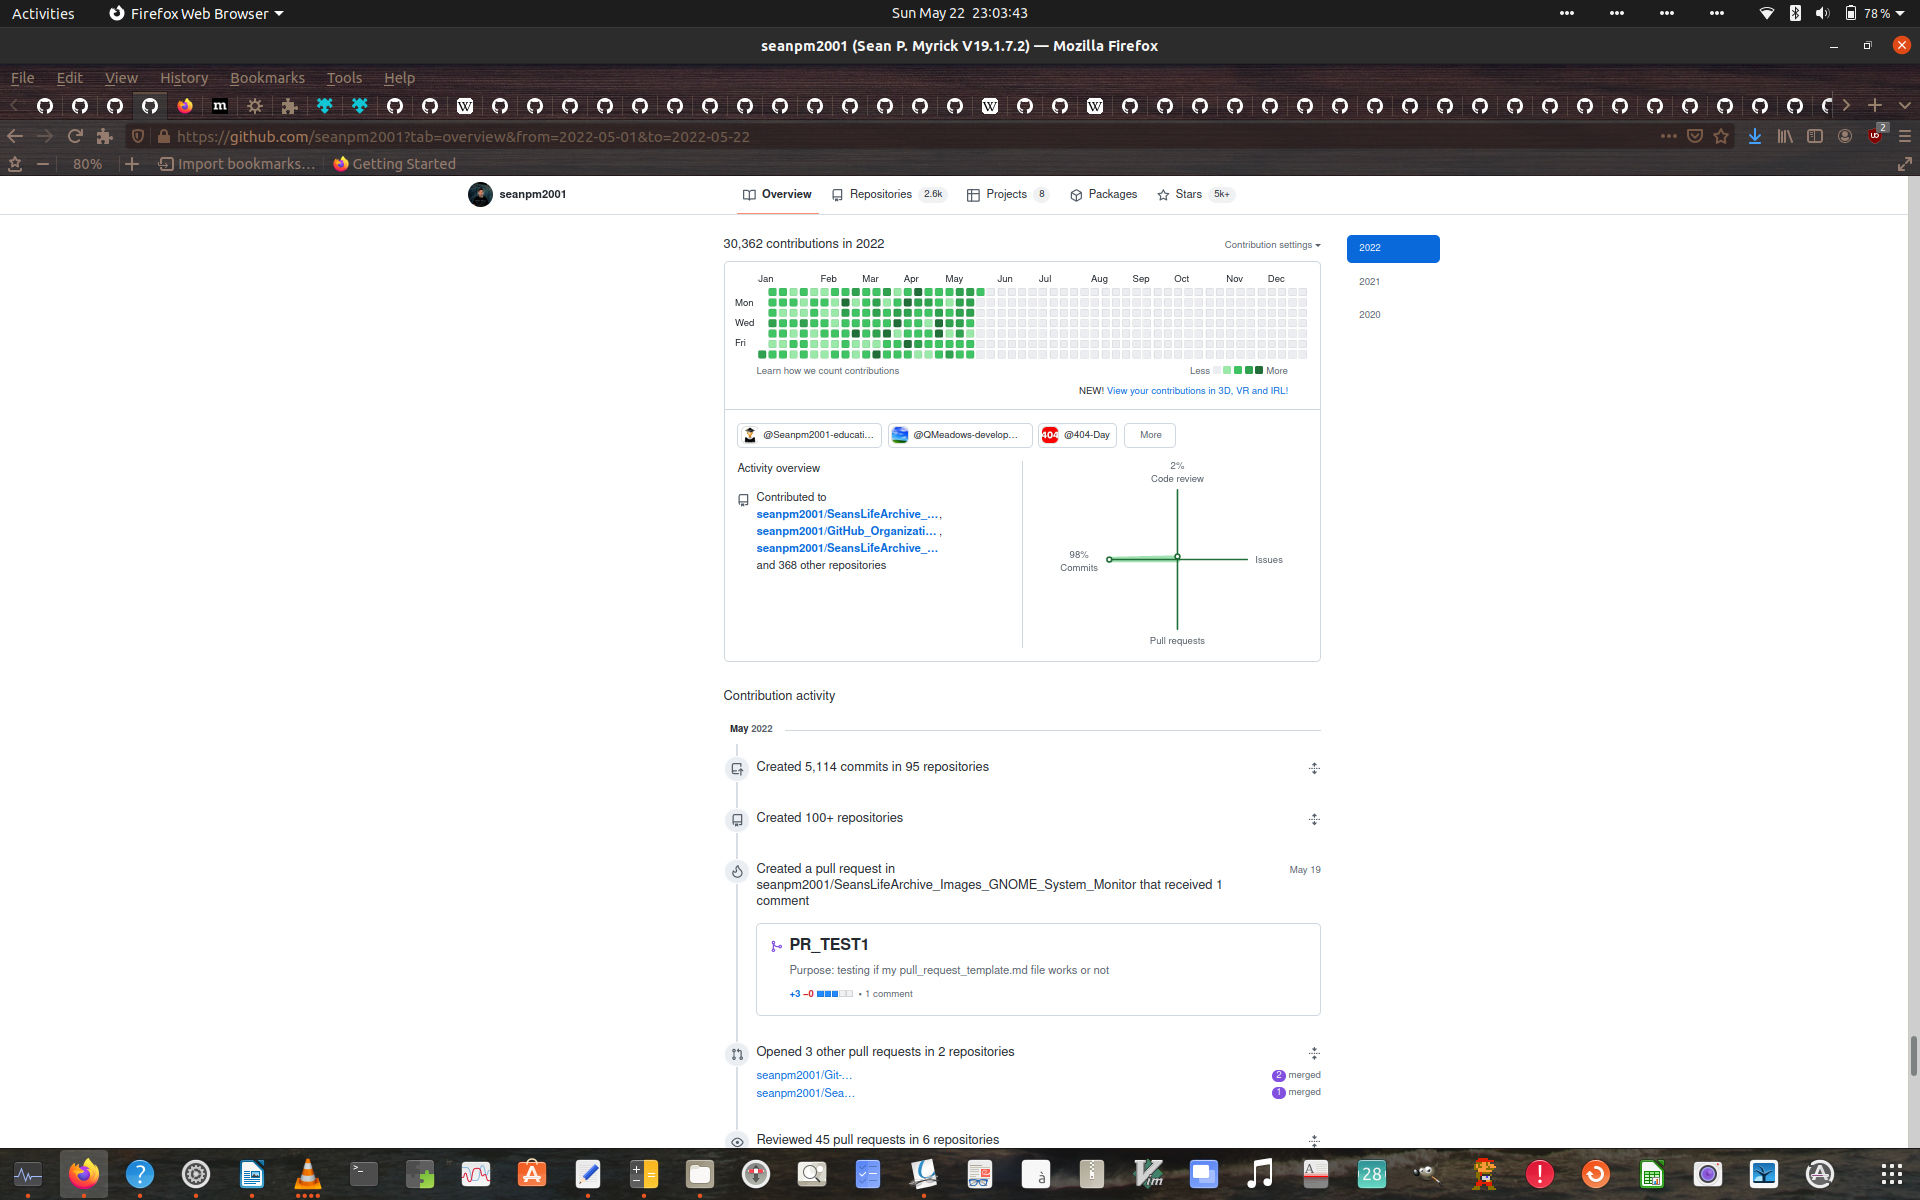 Activities
Firefox Web Browser
Sun May 22 23:03:43
78 %
seanpm2001 (Sean P. Myrick V19.1.7.2) — Mozilla Firefox
File Edit View History Bookmarks Tools Help
https://github.com/seanpm2001?tab=overview&from=2022-05-01&to=2022-05-22
2
80%
Import bookmarks…
Getting Started
seanpm2001
Overview
Repositories 2.6k
Projects 8
Packages
Stars 5k+
30,362 contributions in 2022
Contribution settings
2022
2021
2020
Jan Feb Mar Apr May Jun Jul Aug Sep Oct Nov Dec
Mon
Wed
Fri
Learn how we count contributions
Less More
NEW! View your contributions in 3D, VR and IRL!
@Seanpm2001-educati...
@QMeadows-develop...
404 @404-Day
More
Activity overview
Contributed to
seanpm2001/SeansLifeArchive_...,
seanpm2001/GitHub_Organizati... ,
seanpm2001/SeansLifeArchive_...
and 368 other repositories
2%
Code review
98%
Commits
Issues
Pull requests
Contribution activity
May 2022
Created 5,114 commits in 95 repositories
Created 100+ repositories
Created a pull request in
seanpm2001/SeansLifeArchive_Images_GNOME_System_Monitor that received 1
comment
May 19
PR_TEST1
Purpose: testing if my pull_request_template.md file works or not
+3 −0 • 1 comment
Opened 3 other pull requests in 2 repositories
seanpm2001/Git-…
2 merged
seanpm2001/Sea…
1 merged
Reviewed 45 pull requests in 6 repositories
28